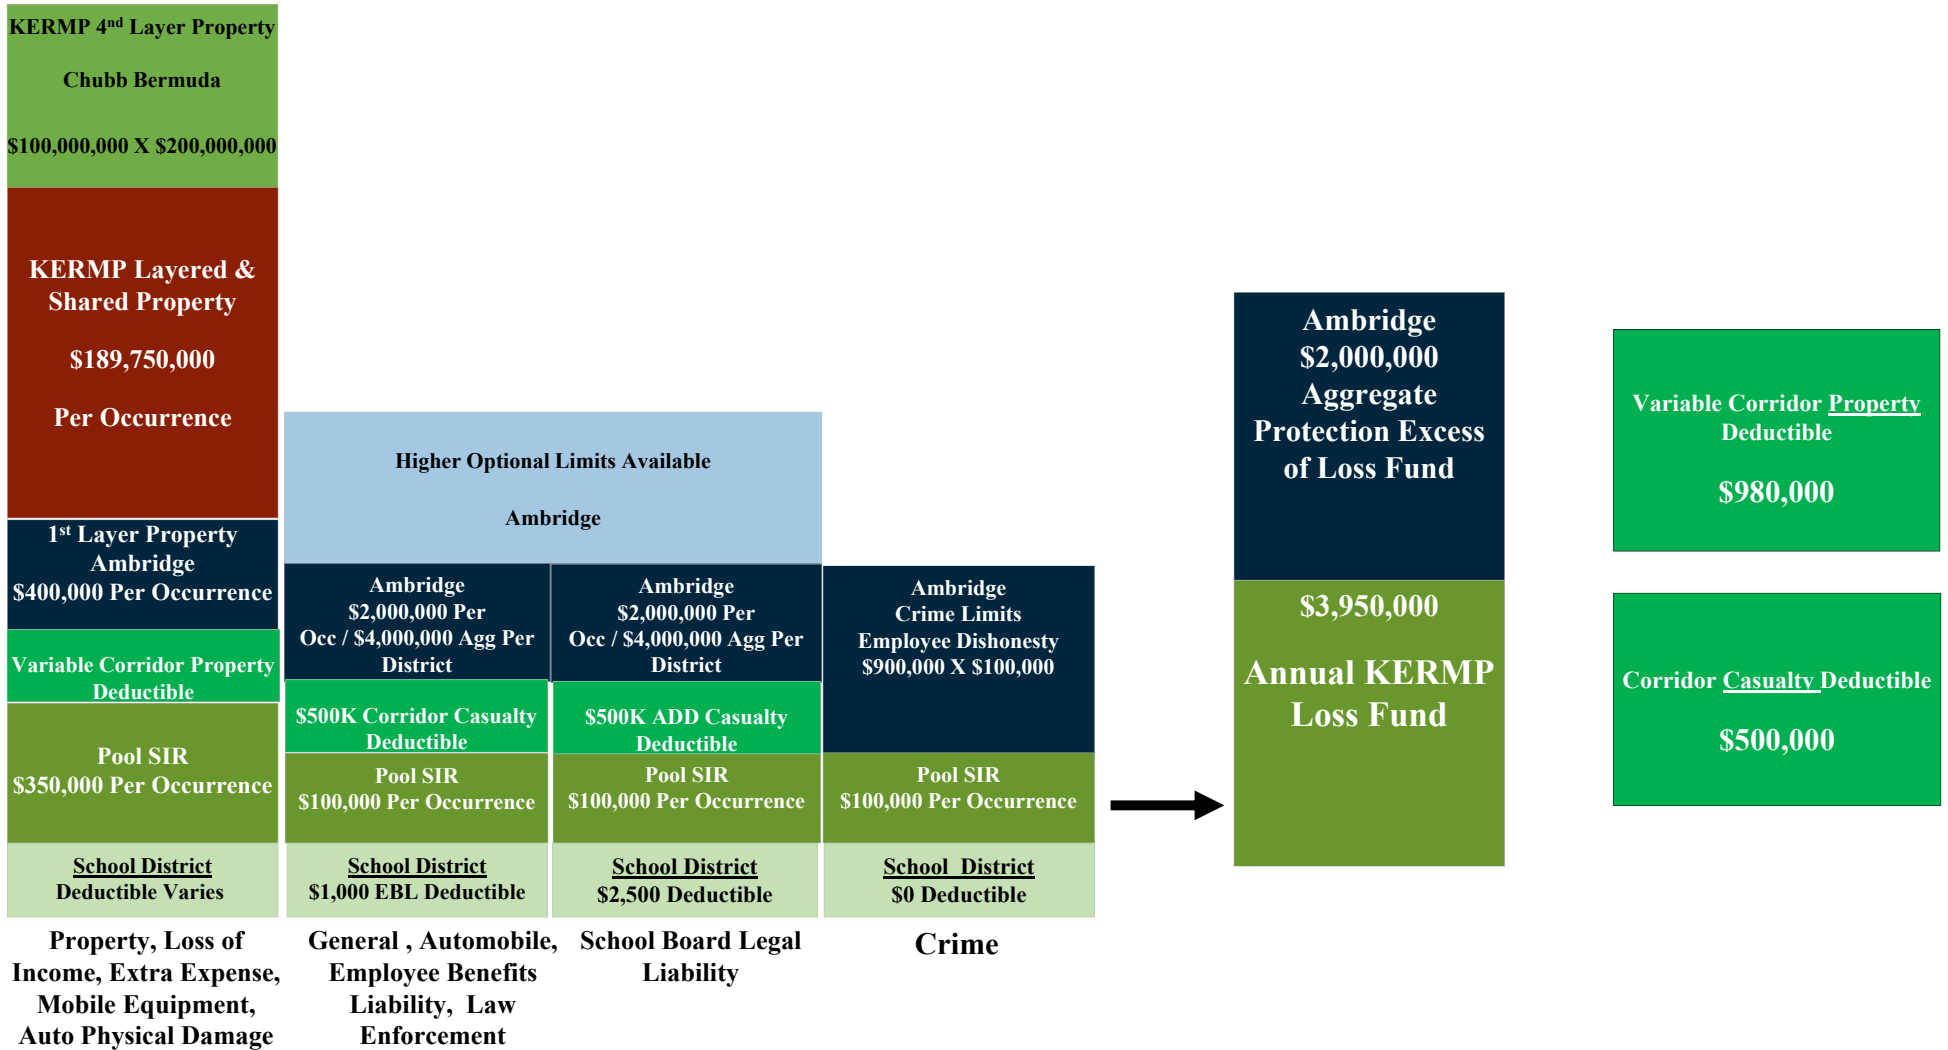 KERMP 4nd Layer Property
Chubb Bermuda
$100,000,000 X $200,000,000
KERMP Layered &
Shared Property
$189,750,000
Per Occurrence
1st Layer Property
Ambridge
$400,000 Per Occurrence
Variable Corridor Property
Deductible
Pool SIR
$350,000 Per Occurrence
School District
Deductible Varies
Property, Loss of
Income, Extra Expense,
Mobile Equipment,
Auto Physical Damage
Higher Optional Limits Available
Ambridge
Ambridge
$2,000,000 Per
Occ / $4,000,000 Agg Per
District
$500K Corridor Casualty
Deductible
Pool SIR
$100,000 Per Occurrence
School District
$1,000 EBL Deductible
General , Automobile,
Employee Benefits
Liability, Law
Enforcement
Ambridge
$2,000,000 Per
Occ / $4,000,000 Agg Per
District
$500K ADD Casualty
Deductible
Pool SIR
$100,000 Per Occurrence
School District
$2,500 Deductible
School Board Legal
Liability
Ambridge
Crime Limits
Employee Dishonesty
$900,000 X $100,000
Pool SIR
$100,000 Per Occurrence
School District
$0 Deductible
Crime
Ambridge
$2,000,000
Aggregate
Protection Excess
of Loss Fund
$3,950,000
Annual KERMP
Loss Fund
Variable Corridor Property
Deductible
$980,000
Corridor Casualty Deductible
$500,000